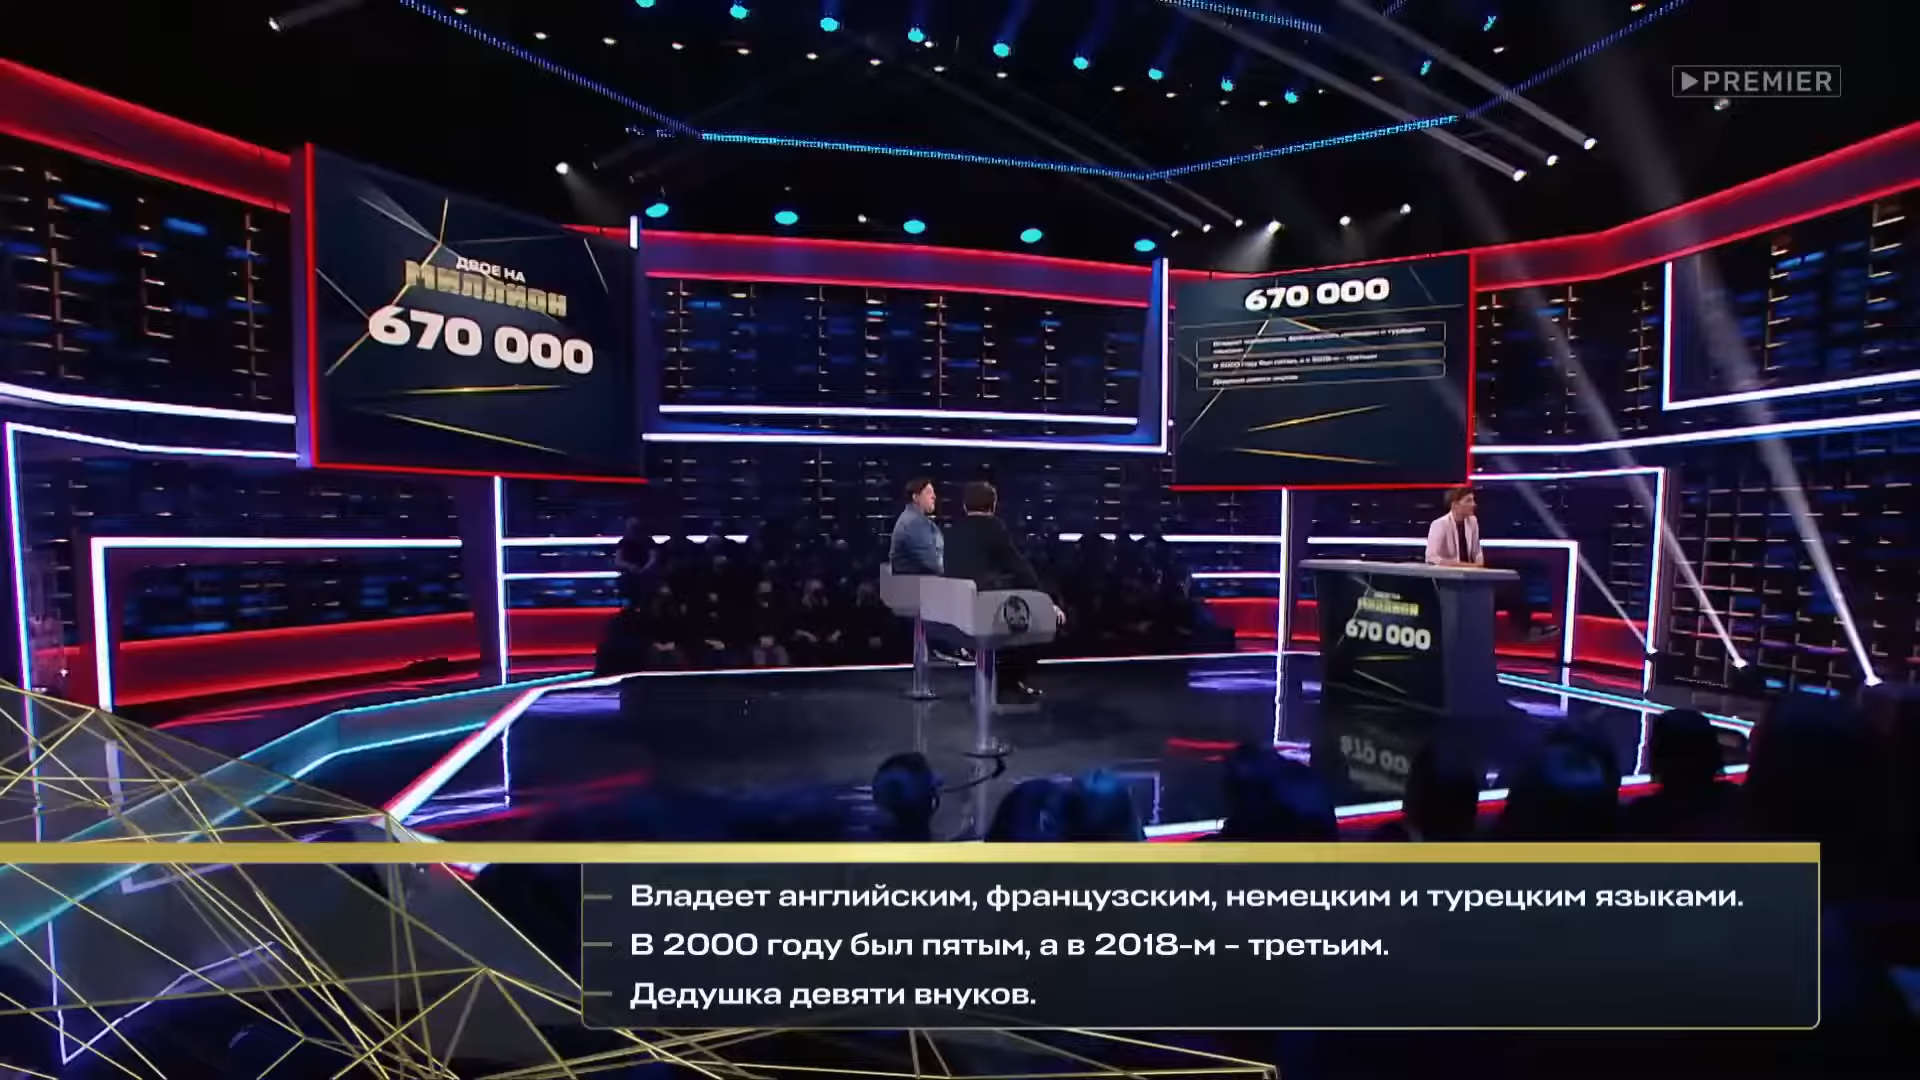 PREMIER
ДВОЕ НА
МИЛЛИОН
670 000
670 000
МИЛЛИОН
670 000
Владеет английским, французским, немецким и турецким языками.
В 2000 году был пятым, а в 2018-м – третьим.
Дедушка девяти внуков.